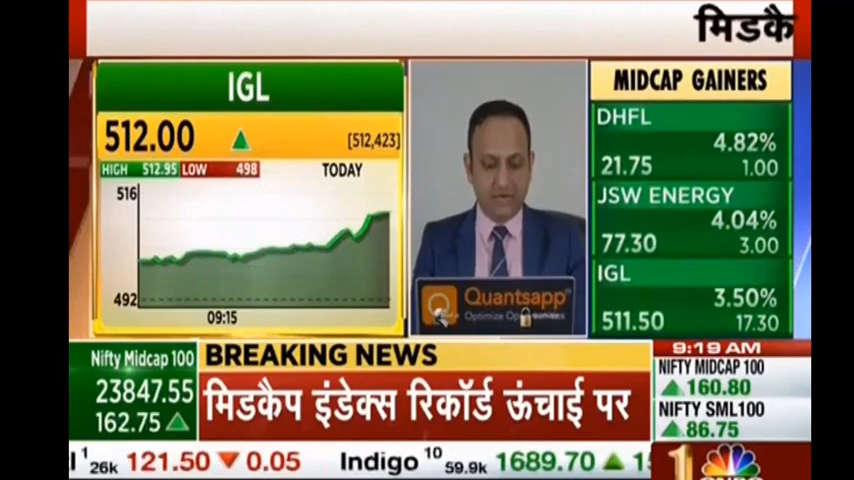 मिडकै
IGL
512.00
[512,423]
HIGH 512.95 LOW 498
TODAY
516
492
09:15
Quantsapp
Optimize
MIDCAP GAINERS
DHFL
4.82%
21.75 1.00
JSW ENERGY
4.04%
77.30 3.00
IGL
3.50%
511.50 17.30
Nifty Midcap 100
23847.55
162.75
BREAKING NEWS
मिडकैप इंडेक्स रिकॉर्ड ऊंचाई पर
9:19 AM
NIFTY MIDCAP 100
160.80
NIFTY SML100
86.75
1 26k 121.50 0.05 Indigo 10 59.9k 1689.70